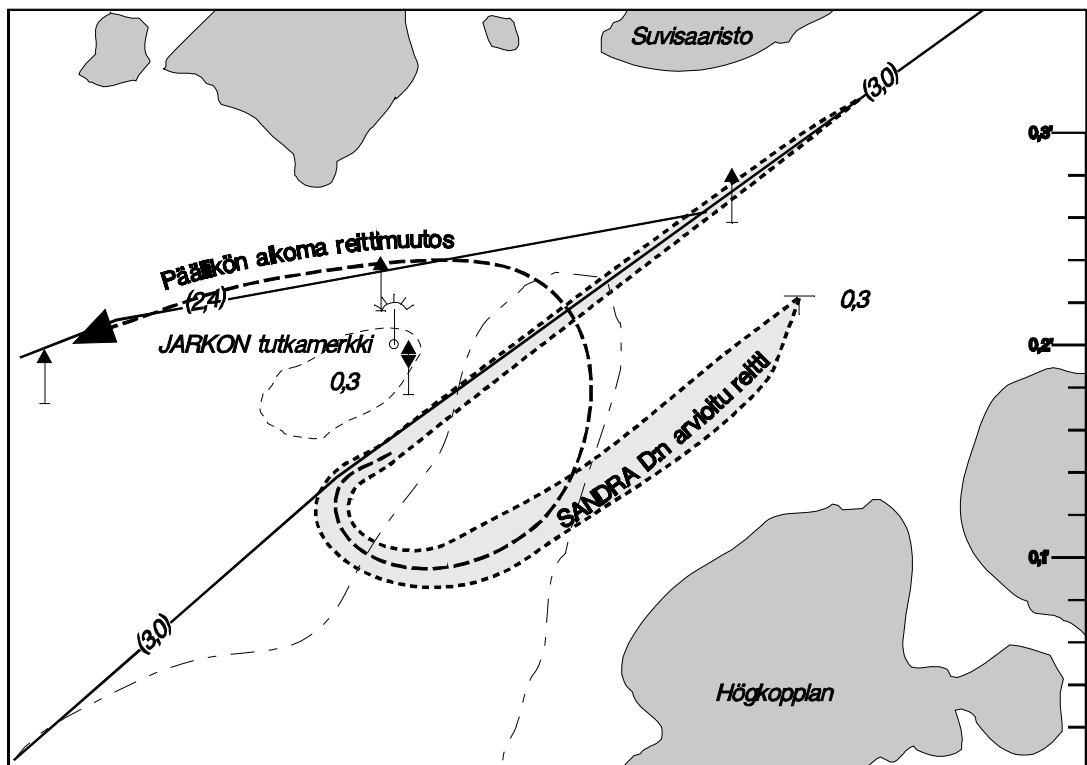 Suvisaaristo
(3,0)
0,3'
Päällikön aikoma reittimuutos
(2,4)
0,3
JARKON tutkamerkki
0,2'
0,3
SANDRA D:n arvioitu reitti
0,1'
(3,0)
Högkopplan